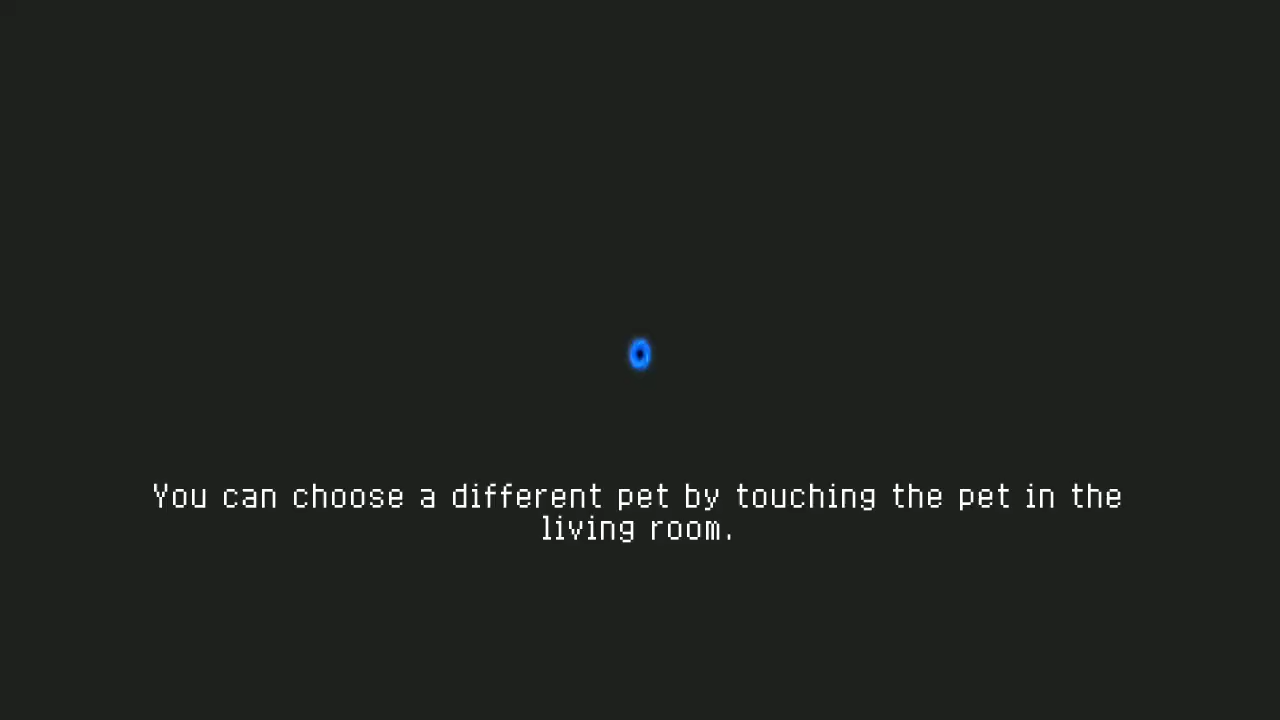 You can choose a different pet by touching the pet in the
living room.